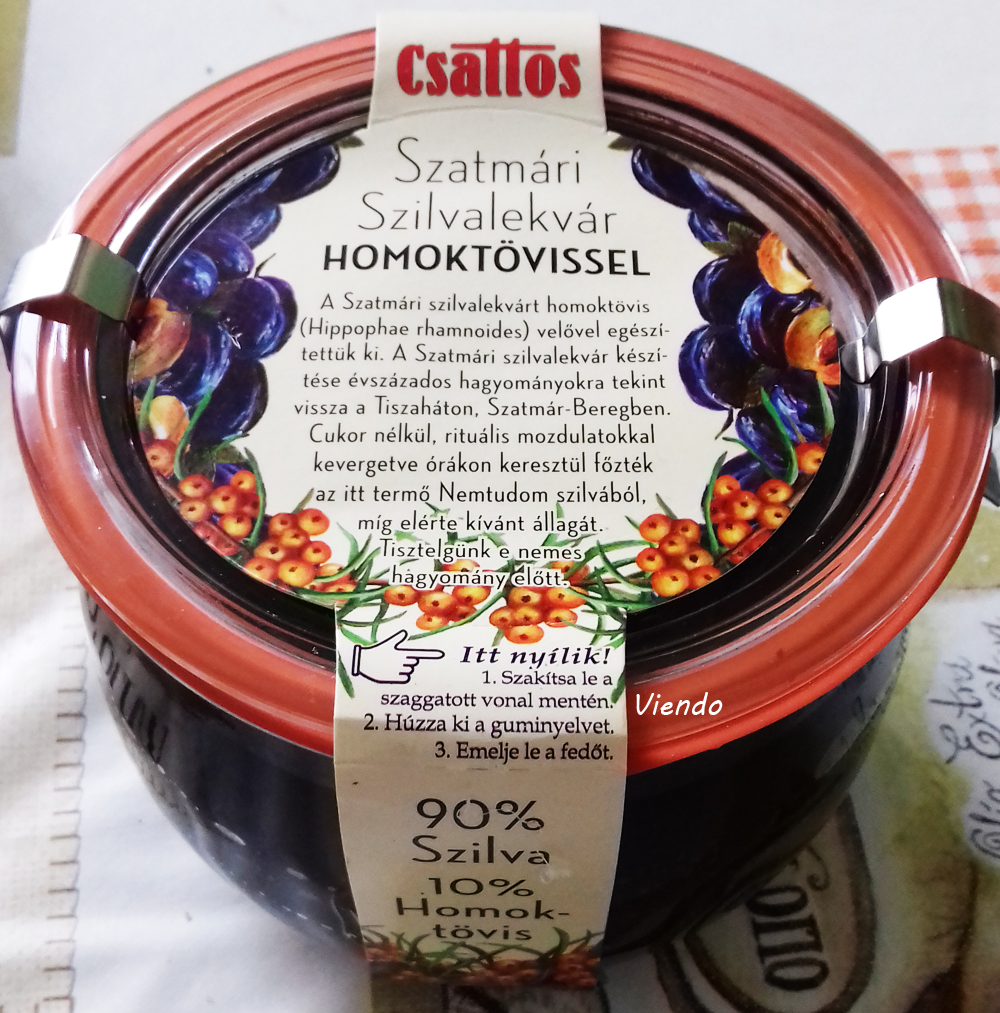 Csattos
Szatmári
Szilvalekvár
HOMOKTÖVISSEL
A Szatmári szilvalekvárt homoktövis
(Hippophae rhamnoides) velővel egészí-
tettük ki. A Szatmári szilvalekvár készí-
tése évszázados hagyományokra tekint
vissza a Tiszaháton, Szatmár-Beregben.
Cukor nélkül, rituális mozdulatokkal
kevergetve órákon keresztül főzték
az itt termő Nemtudom szilvából,
míg elérte kívánt állagát.
Tisztelgünk e nemes
hagyomány előtt.
Itt nyílik!
1. Szakítsa le a
szaggatott vonal mentén.
2. Húzza ki a guminyelvet.
3. Emelje le a fedőt.
Viendo
90%
Szilva
10%
Homok-
tövis
OLIO